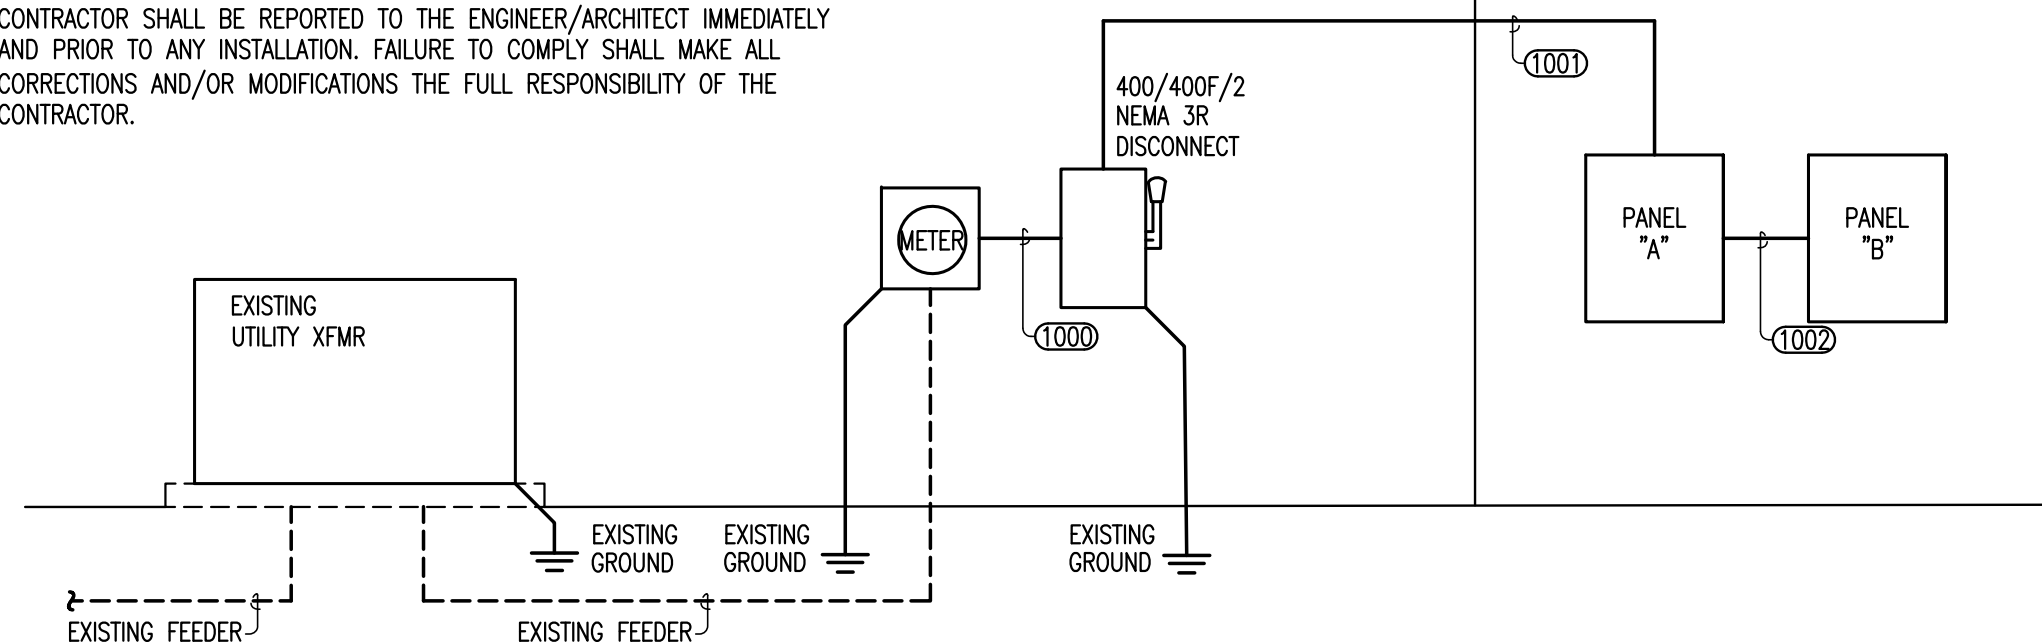 CONTRACTOR SHALL BE REPORTED TO THE ENGINEER/ARCHITECT IMMEDIATELY
AND PRIOR TO ANY INSTALLATION. FAILURE TO COMPLY SHALL MAKE ALL
CORRECTIONS AND/OR MODIFICATIONS THE FULL RESPONSIBILITY OF THE
CONTRACTOR.
1001
400/400F/2
NEMA 3R
DISCONNECT
PANEL
"A"
PANEL
"B"
METER
EXISTING
UTILITY XFMR
1000
1002
EXISTING
GROUND
EXISTING
GROUND
EXISTING
GROUND
EXISTING FEEDER
EXISTING FEEDER